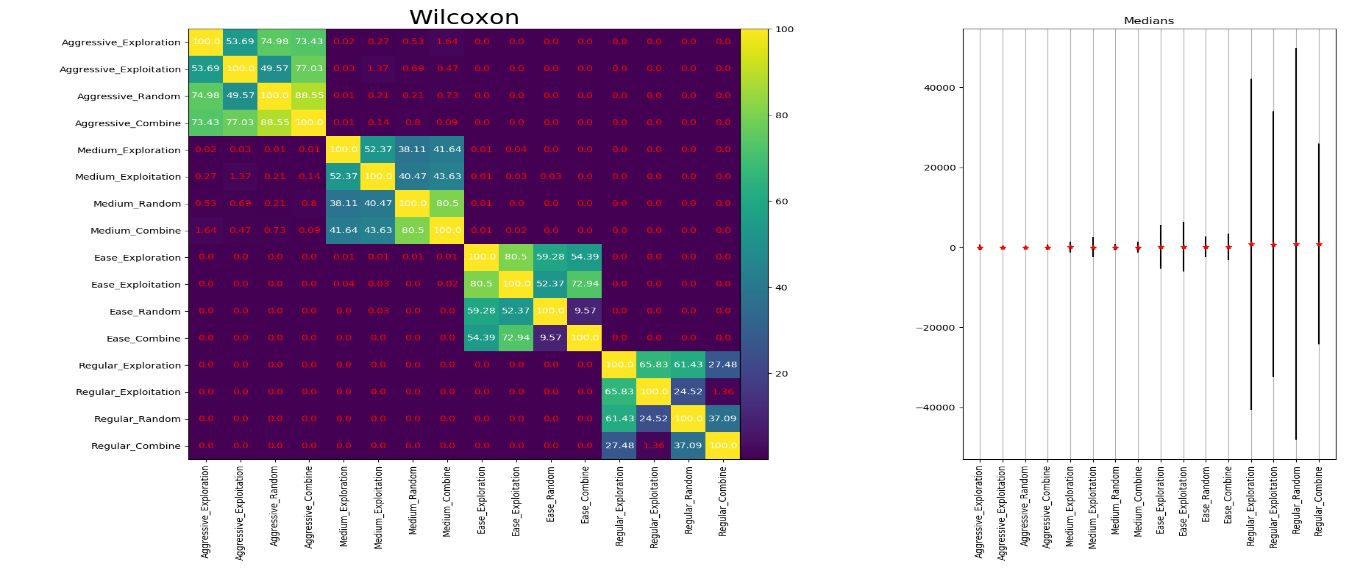 Wilcoxon
Aggressive_Exploration 100.0 53.69 74.98 73.43 0.02 0.27 0.53 1.64 0.0 0.0 0.0 0.0 0.0 0.0 0.0 0.0
Aggressive_Exploitation 53.69 100.0 49.57 77.03 0.03 1.37 0.69 0.47 0.0 0.0 0.0 0.0 0.0 0.0 0.0 0.0
Aggressive_Random 74.98 49.57 100.0 88.55 0.01 0.21 0.21 0.73 0.0 0.0 0.0 0.0 0.0 0.0 0.0 0.0
Aggressive_Combine 73.43 77.03 88.55 100.0 0.01 0.14 0.8 0.09 0.0 0.0 0.0 0.0 0.0 0.0 0.0 0.0
Medium_Exploration 0.02 0.03 0.01 0.01 100.0 52.37 38.11 41.64 0.01 0.04 0.0 0.0 0.0 0.0 0.0 0.0
Medium_Exploitation 0.27 1.37 0.21 0.14 52.37 100.0 40.47 43.63 0.01 0.03 0.03 0.0 0.0 0.0 0.0 0.0
Medium_Random 0.53 0.69 0.21 0.8 38.11 40.47 100.0 80.5 0.01 0.0 0.0 0.0 0.0 0.0 0.0 0.0
Medium_Combine 1.64 0.47 0.73 0.09 41.64 43.63 80.5 100.0 0.01 0.02 0.0 0.0 0.0 0.0 0.0 0.0
Ease_Exploration 0.0 0.0 0.0 0.0 0.01 0.01 0.01 0.01 100.0 80.5 59.28 54.39 0.0 0.0 0.0 0.0
Ease_Exploitation 0.0 0.0 0.0 0.0 0.04 0.03 0.0 0.02 80.5 100.0 52.37 72.94 0.0 0.0 0.0 0.0
Ease_Random 0.0 0.0 0.0 0.0 0.0 0.03 0.0 0.0 59.28 52.37 100.0 9.57 0.0 0.0 0.0 0.0
Ease_Combine 0.0 0.0 0.0 0.0 0.0 0.0 0.0 0.0 54.39 72.94 9.57 100.0 0.0 0.0 0.0 0.0
Regular_Exploration 0.0 0.0 0.0 0.0 0.0 0.0 0.0 0.0 0.0 0.0 0.0 0.0 100.0 65.83 61.43 27.48
Regular_Exploitation 0.0 0.0 0.0 0.0 0.0 0.0 0.0 0.0 0.0 0.0 0.0 0.0 65.83 100.0 24.52 1.36
Regular_Random 0.0 0.0 0.0 0.0 0.0 0.0 0.0 0.0 0.0 0.0 0.0 0.0 61.43 24.52 100.0 37.09
Regular_Combine 0.0 0.0 0.0 0.0 0.0 0.0 0.0 0.0 0.0 0.0 0.0 0.0 27.48 1.36 37.09 100.0
Aggressive_Exploration
Aggressive_Exploitation
Aggressive_Random
Aggressive_Combine
Medium_Exploration
Medium_Exploitation
Medium_Random
Medium_Combine
Ease_Exploration
Ease_Exploitation
Ease_Random
Ease_Combine
Regular_Exploration
Regular_Exploitation
Regular_Random
Regular_Combine
100
80
60
40
20
Medians
40000
20000
0
−20000
−40000
Aggressive_Exploration
Aggressive_Exploitation
Aggressive_Random
Aggressive_Combine
Medium_Exploration
Medium_Exploitation
Medium_Random
Medium_Combine
Ease_Exploration
Ease_Exploitation
Ease_Random
Ease_Combine
Regular_Exploration
Regular_Exploitation
Regular_Random
Regular_Combine